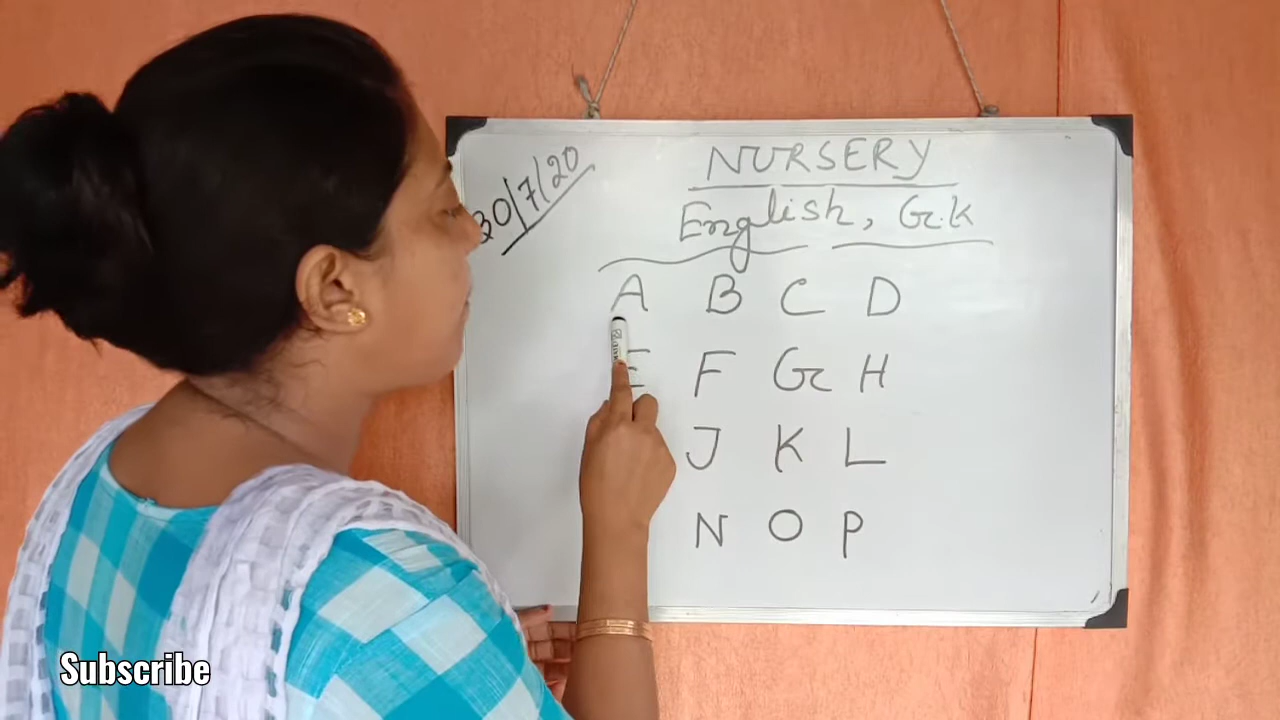 30/7/20
NURSERY
English, G.K
A B C D
E F G H
J K L
N O P
Subscribe